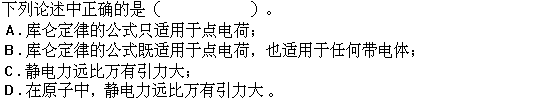 下列论述中正确的是（　　　　　）。
A．库仑定律的公式只适用于点电荷；
B．库仑定律的公式既适用于点电荷，也适用于任何带电体；
C．静电力远比万有引力大；
D．在原子中，静电力远比万有引力大。